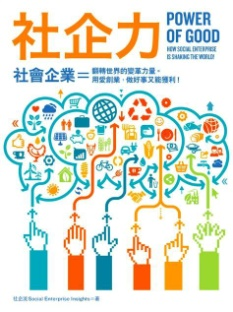 社企力
POWER
OF GOOD
HOW SOCIAL ENTERPRISE
IS SHAKING THE WORLD?
社會企業=翻轉世界的變革力量。
用愛創業,做好事又能獲利!
社企流Social Enterprise Insights—著